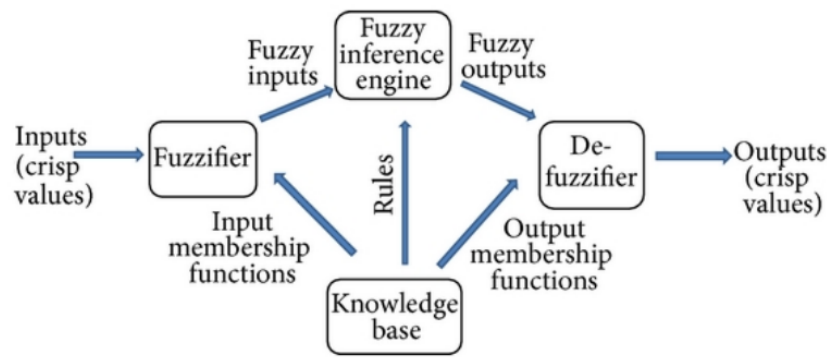 Fuzzy
inference
engine
Fuzzy
inputs
Fuzzy
outputs
Inputs
(crisp
values)
Fuzzifier
De-
fuzzifier
Outputs
(crisp
values)
Rules
Input
membership
functions
Output
membership
functions
Knowledge
base